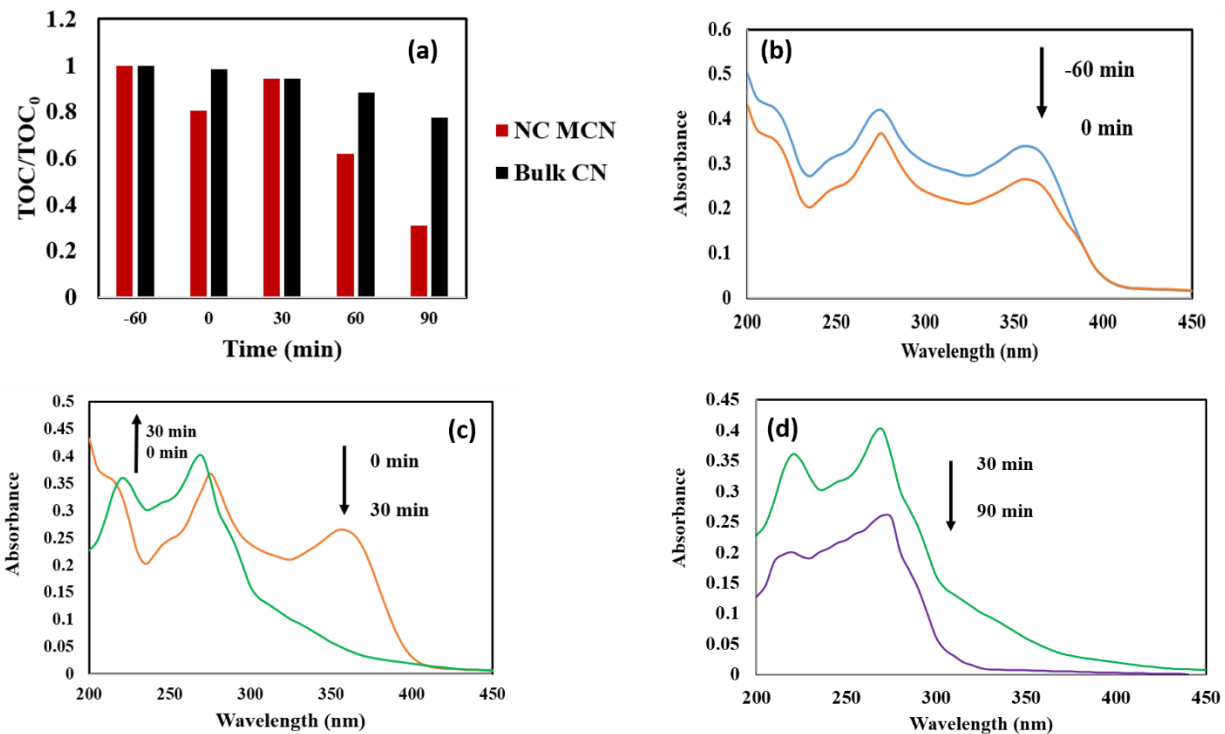 (a)
TOC/TOC₀
1.2
1
0.8
0.6
0.4
0.2
0
-60 0 30 60 90
Time (min)
NC MCN
Bulk CN
(b)
Absorbance
0.6
0.5
0.4
0.3
0.2
0.1
0
-60 min
0 min
200 250 300 350 400 450
Wavelength (nm)
(c)
Absorbance
0.5
0.45
0.4
0.35
0.3
0.25
0.2
0.15
0.1
0.05
0
30 min
0 min
0 min
30 min
200 250 300 350 400 450
Wavelength (nm)
(d)
Absorbance
0.45
0.4
0.35
0.3
0.25
0.2
0.15
0.1
0.05
0
30 min
90 min
200 250 300 350 400 450
Wavelength (nm)